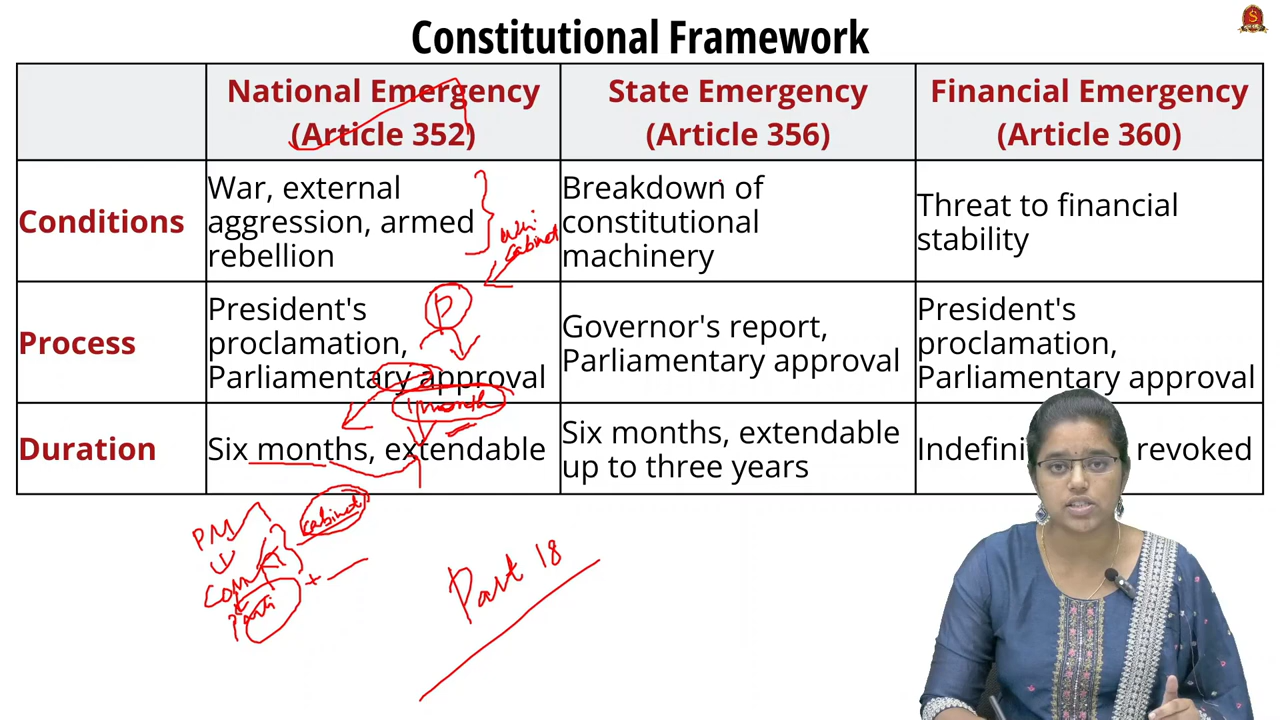 Constitutional Framework
National Emergency
(Article 352)
State Emergency
(Article 356)
Financial Emergency
(Article 360)
Conditions
War, external
aggression, armed
rebellion
Breakdown of
constitutional
machinery
Threat to financial
stability
cabinet
Process
President's
proclamation,
Parliamentary approval
P
Governor's report,
Parliamentary approval
President's
proclamation,
Parliamentary approval
1 month
Duration
Six months, extendable
Six months, extendable
up to three years
revoked
cabinet
PM
+
Part 18